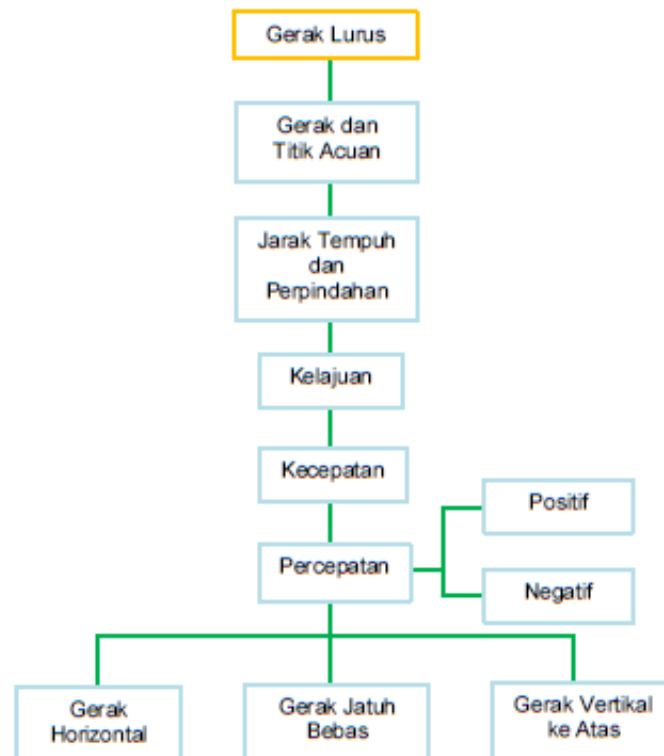 Gerak Lurus
Gerak dan
Titik Acuan
Jarak Tempuh
dan
Perpindahan
Kelajuan
Kecepatan
Positif
Percepatan
Negatif
Gerak
Horizontal
Gerak Jatuh
Bebas
Gerak Vertikal
ke Atas